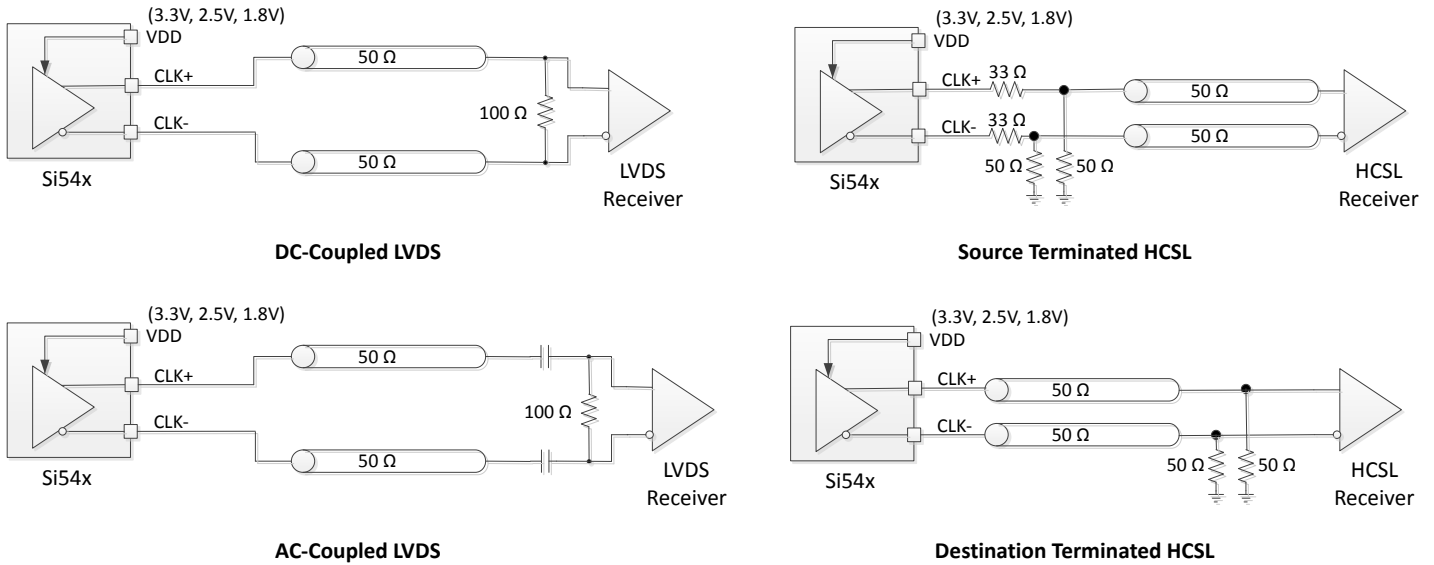 (3.3V, 2.5V, 1.8V)
VDD
CLK+
CLK-
50 Ω
50 Ω
100 Ω
Si54x
LVDS
Receiver
DC-Coupled LVDS
(3.3V, 2.5V, 1.8V)
VDD
CLK+
33 Ω
CLK-
33 Ω
50 Ω
50 Ω
50 Ω
50 Ω
Si54x
HCSL
Receiver
Source Terminated HCSL
(3.3V, 2.5V, 1.8V)
VDD
CLK+
CLK-
50 Ω
50 Ω
100 Ω
Si54x
LVDS
Receiver
AC-Coupled LVDS
(3.3V, 2.5V, 1.8V)
VDD
CLK+
CLK-
50 Ω
50 Ω
50 Ω
50 Ω
Si54x
HCSL
Receiver
Destination Terminated HCSL